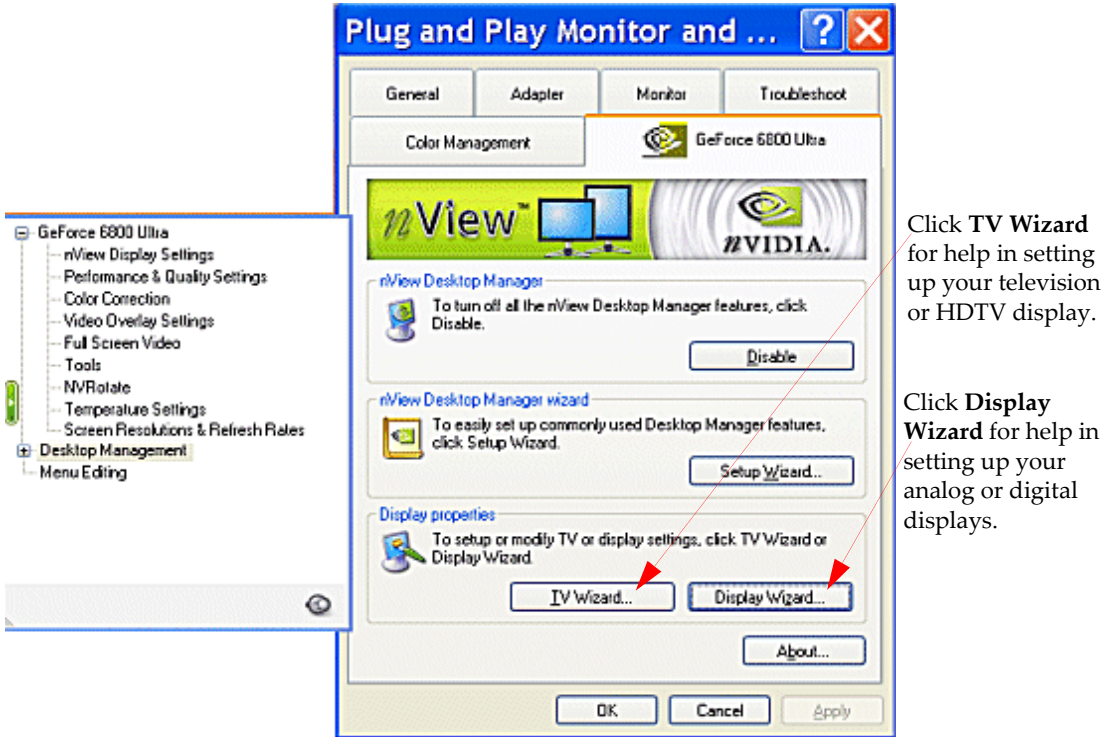 Plug and Play Monitor and ...
General
Adapter
Monitor
Troubleshoot
Color Management
GeForce 6800 Ultra
nView™
nVIDIA.
GeForce 6800 Ultra
nView Display Settings
Performance & Quality Settings
Color Correction
Video Overlay Settings
Full Screen Video
Tools
NVRotate
Temperature Settings
Screen Resolutions & Refresh Rates
Desktop Management
Menu Editing
nView Desktop Manager
To turn off all the nView Desktop Manager features, click
Disable.
Disable
nView Desktop Manager wizard
To easily set up commonly used Desktop Manager features,
click Setup Wizard.
Setup Wizard...
Display properties
To setup or modify TV or display settings, click TV Wizard or
Display Wizard.
TV Wizard...
Display Wizard...
About...
OK
Cancel
Apply
Click TV Wizard
for help in setting
up your television
or HDTV display.
Click Display
Wizard for help in
setting up your
analog or digital
displays.